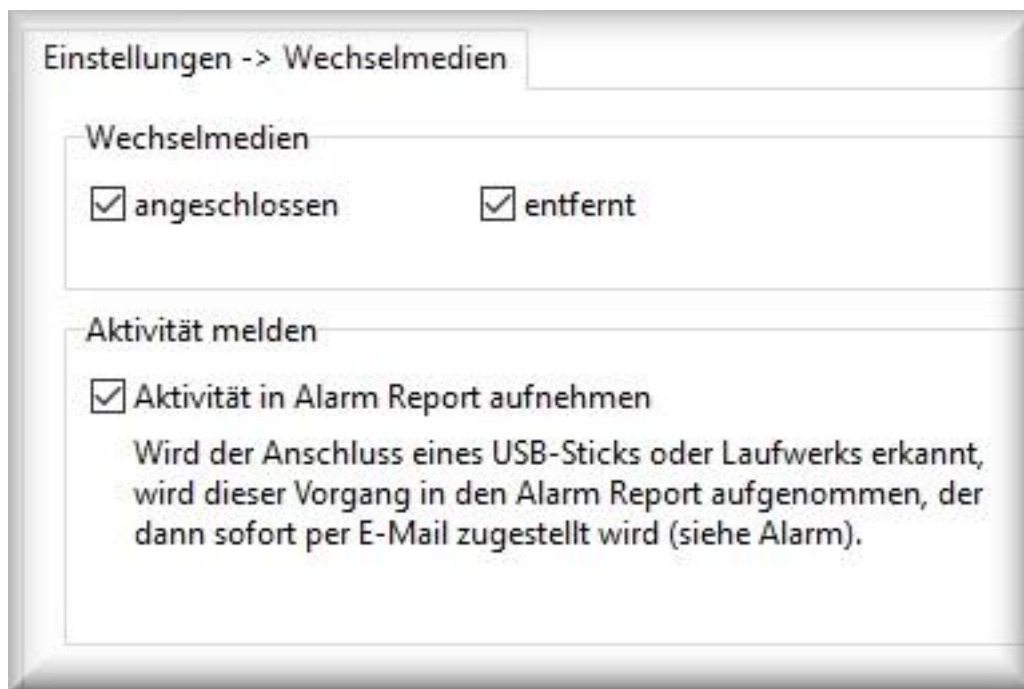 Einstellungen -> Wechselmedien
Wechselmedien
angeschlossen entfernt
Aktivität melden
Aktivität in Alarm Report aufnehmen
Wird der Anschluss eines USB-Sticks oder Laufwerks erkannt,
wird dieser Vorgang in den Alarm Report aufgenommen, der
dann sofort per E-Mail zugestellt wird (siehe Alarm).